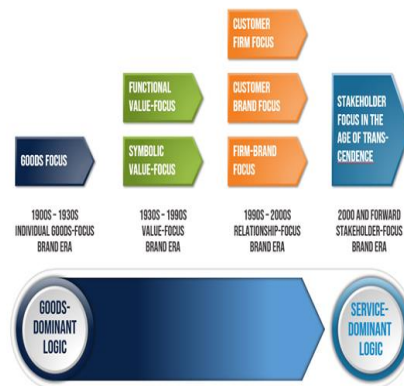 CUSTOMER
FIRM FOCUS
FUNCTIONAL
VALUE-FOCUS
CUSTOMER
BRAND FOCUS
STAKEHOLDER
FOCUS IN THE
AGE OF TRANS-
CENDENCE
GOODS FOCUS
SYMBOLIC
VALUE-FOCUS
FIRM-BRAND
FOCUS
1900S - 1930S
INDIVIDUAL GOODS-FOCUS
BRAND ERA
1930S - 1990S
VALUE-FOCUS
BRAND ERA
1990S - 2000S
RELATIONSHIP-FOCUS
BRAND ERA
2000 AND FORWARD
STAKEHOLDER-FOCUS
BRAND ERA
GOODS-
DOMINANT
LOGIC
SERVICE-
DOMINANT
LOGIC